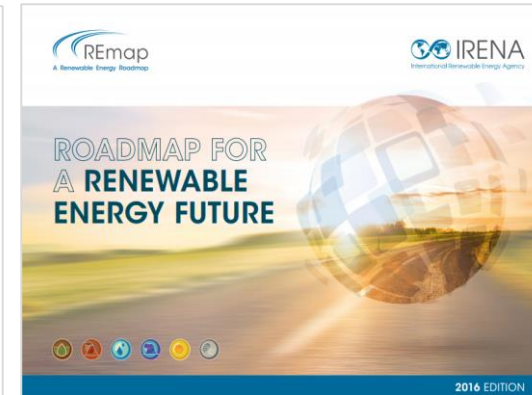 REmap
A Renewable Energy Roadmap
IRENA
International Renewable Energy Agency
ROADMAP FOR
A RENEWABLE
ENERGY FUTURE
2016 EDITION